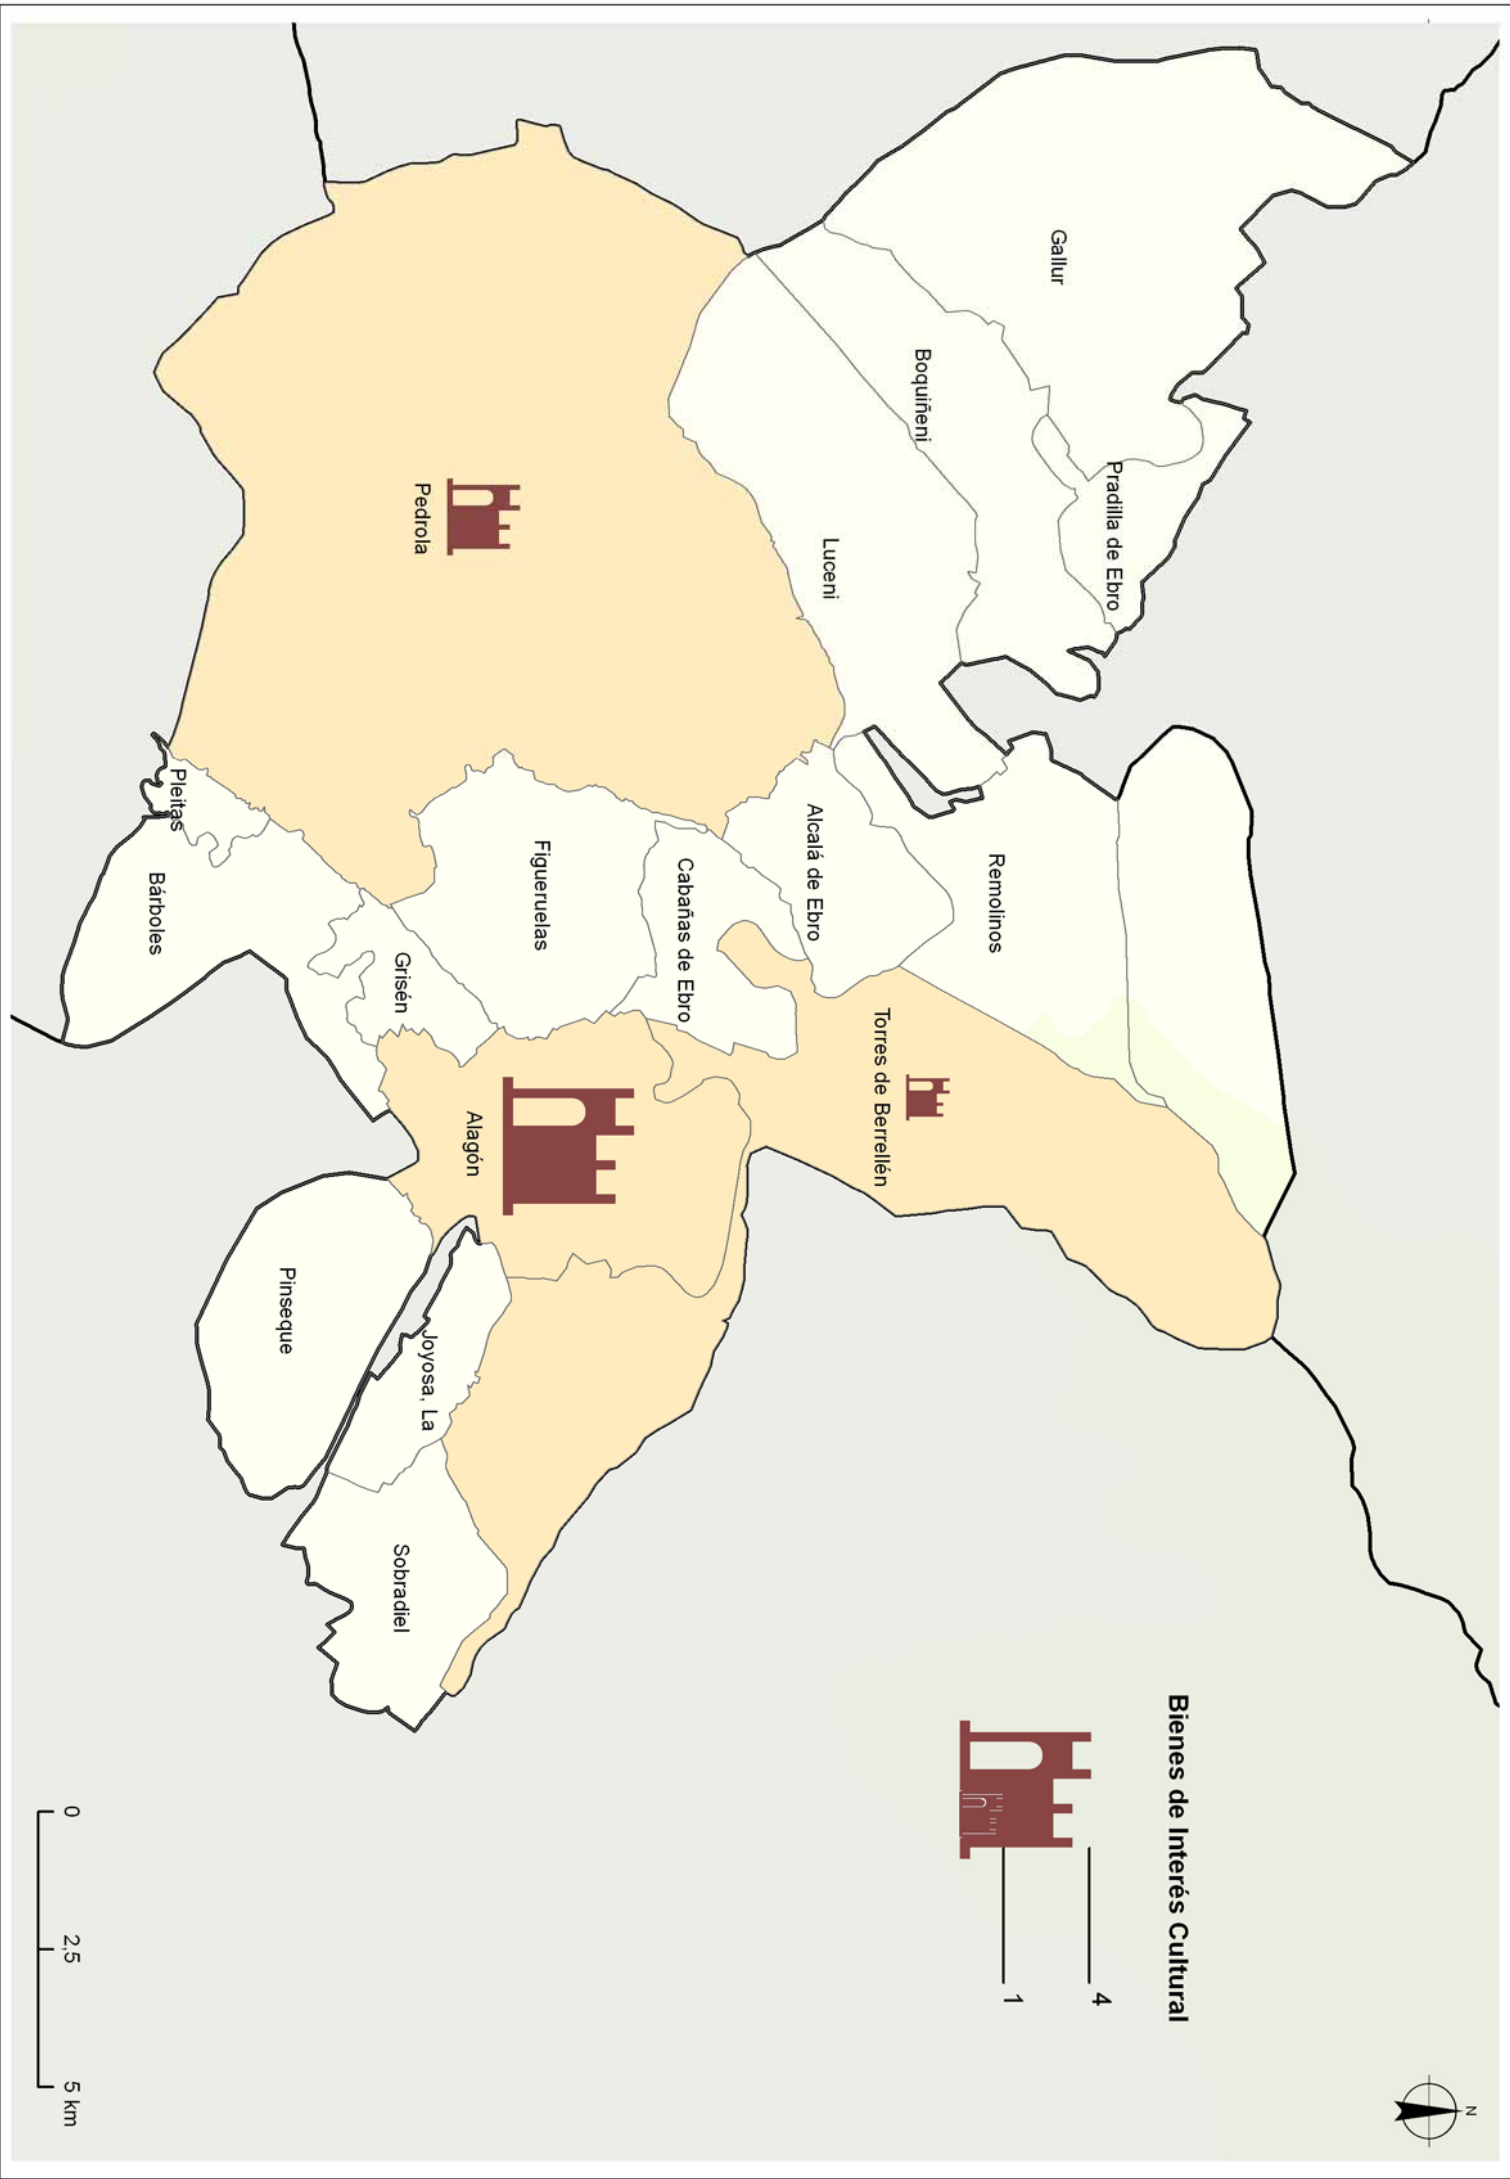 Bienes de Interés Cultural
4
1
N
Gallur
Pradilla de Ebro
Boquiñeni
Luceni
Remolinos
Alcalá de Ebro
Torres de Berrellén
Cabañas de Ebro
Figueruelas
Pedrola
Alagón
Grisén
Joyosa, La
Sobradiel
Pinseque
Pleitas
Bárboles
0
2,5
5 km